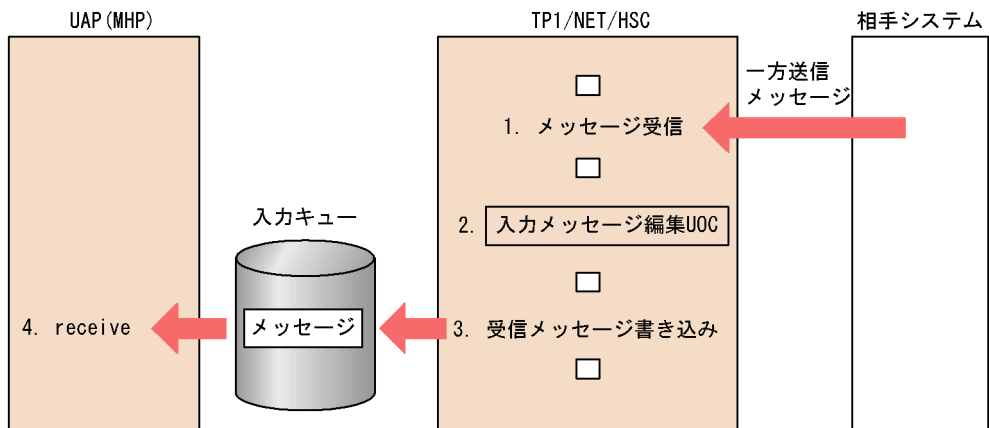 UAP(MHP)
TP1/NET/HSC
相手システム
一方送信
メッセージ
1. メッセージ受信
2. 入力メッセージ編集UOC
入力キュー
メッセージ
3. 受信メッセージ書き込み
4. receive